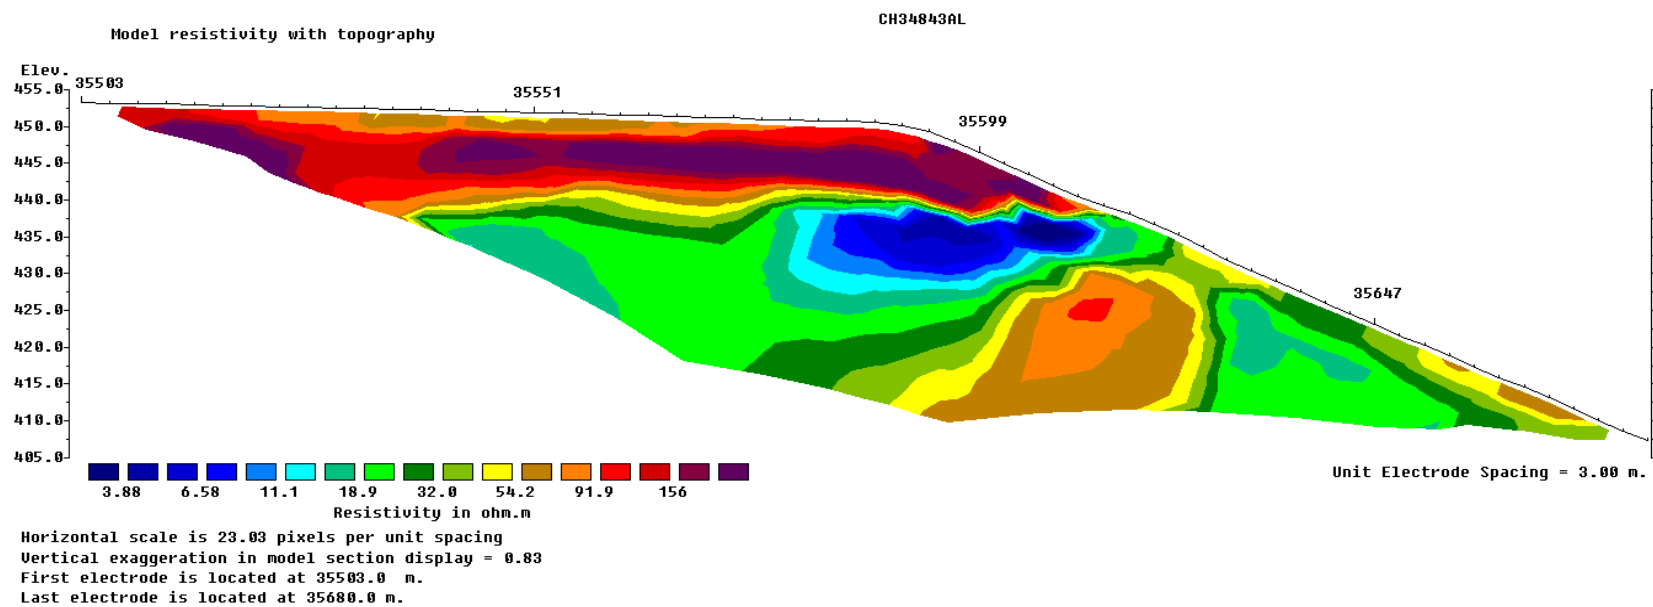 CH34843AL
Model resistivity with topography
Elev.
35503
455.0
35551
450.0
35599
445.0
440.0
435.0
430.0
35647
425.0
420.0
415.0
410.0
405.0
Unit Electrode Spacing = 3.00 m.
3.88 6.58 11.1 18.9 32.0 54.2 91.9 156
Resistivity in ohm.m
Horizontal scale is 23.03 pixels per unit spacing
Vertical exaggeration in model section display = 0.83
First electrode is located at 35503.0 m.
Last electrode is located at 35680.0 m.